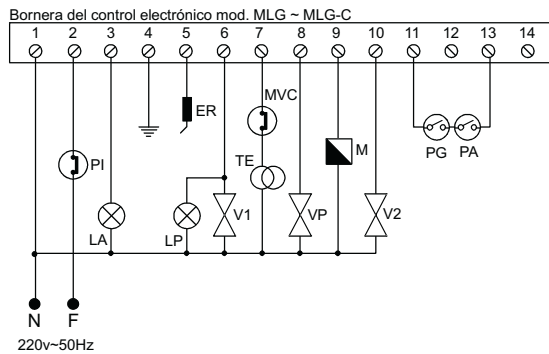 Bornera del control electrónico mod. MLG ~ MLG-C
1 2 3 4 5 6 7 8 9 10 11 12 13 14
ER
MVC
PI
TE
M
PG PA
LA
LP
V1
VP
V2
N F
220v~50Hz